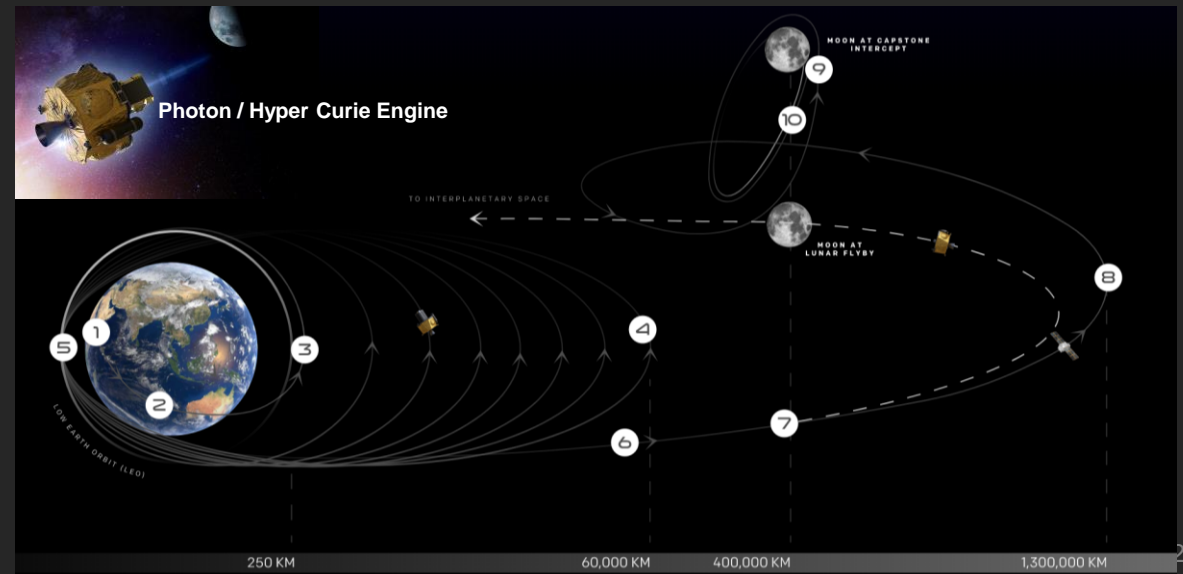 MOON AT CAPSTONE
INTERCEPT
9
Photon / Hyper Curie Engine
10
TO INTERPLANETARY SPACE
MOON AT
LUNAR FLYBY
8
1
5
3
4
2
7
6
LOW EARTH ORBIT (LEO)
250 KM
60,000 KM
400,000 KM
1,300,000 KM